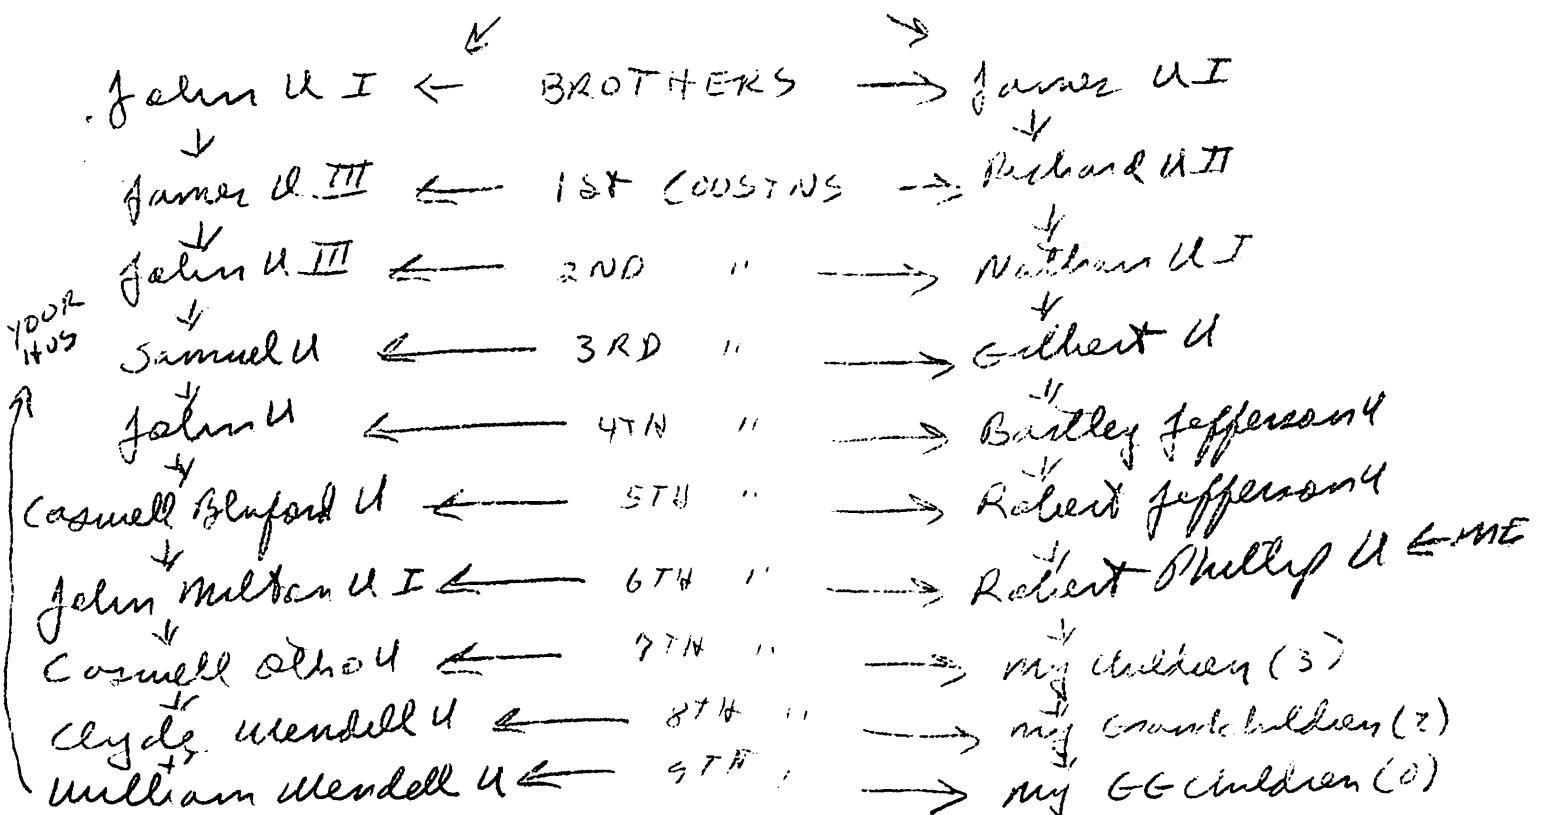 John U I ← BROTHERS → James U I
James U III ← 1ST COUSINS → Richard U II
John U III ← 2ND " → Nathan U I
YOUR HUS
Samuel U ← 3RD " → Gilbert U
John U ← 4TH " → Bartley Jefferson U
Caswell Bluford U ← 5TH " → Robert Jefferson U
John Milton U I ← 6TH " → Robert Phillip U ← ME
Caswell Otho U ← 7TH " → my children (3)
Clyde Wendell U ← 8TH " → my Grandchildren (2)
William Wendell U ← 9TH " → my GG children (0)